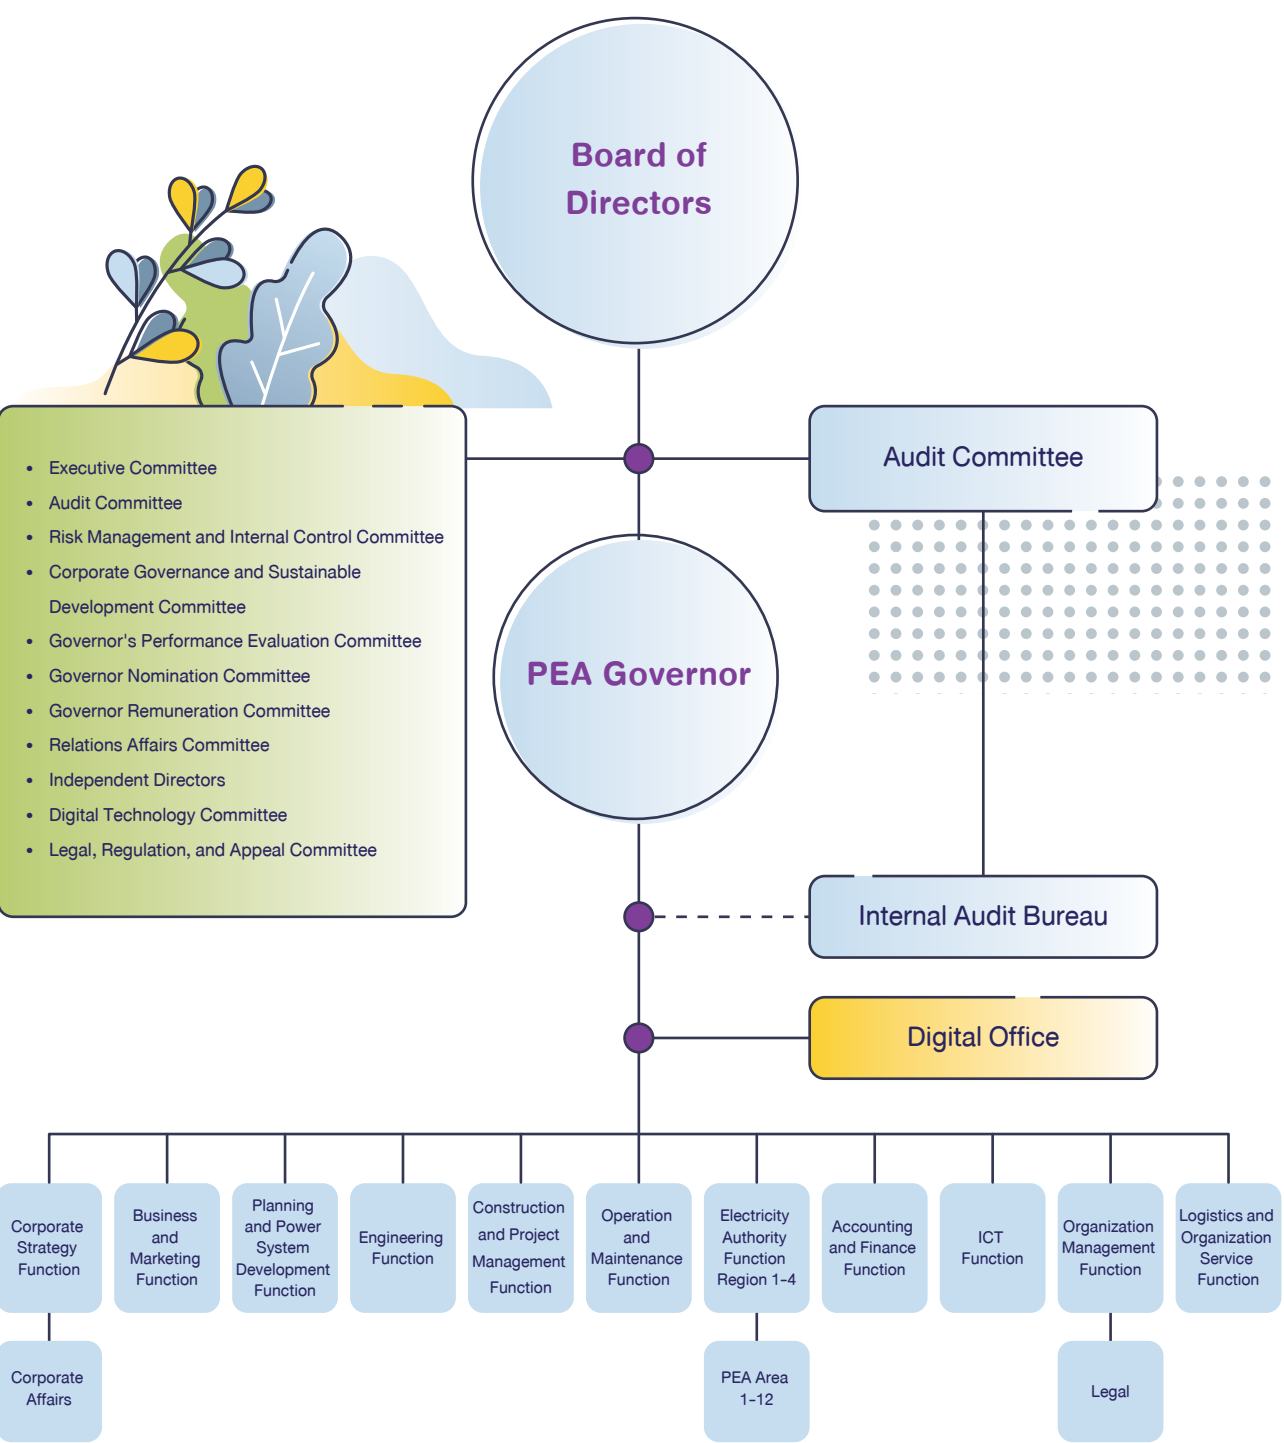 Board of
Directors
Audit Committee
• Executive Committee
• Audit Committee
• Risk Management and Internal Control Committee
• Corporate Governance and Sustainable
Development Committee
• Governor's Performance Evaluation Committee
• Governor Nomination Committee
• Governor Remuneration Committee
• Relations Affairs Committee
• Independent Directors
• Digital Technology Committee
• Legal, Regulation, and Appeal Committee
PEA Governor
Internal Audit Bureau
Digital Office
Corporate
Strategy
Function
Business
and
Marketing
Function
Planning
and Power
System
Development
Function
Engineering
Function
Construction
and Project
Management
Function
Operation
and
Maintenance
Function
Electricity
Authority
Function
Region 1-4
Accounting
and Finance
Function
ICT
Function
Organization
Management
Function
Logistics and
Organization
Service
Function
Corporate
Affairs
PEA Area
1-12
Legal